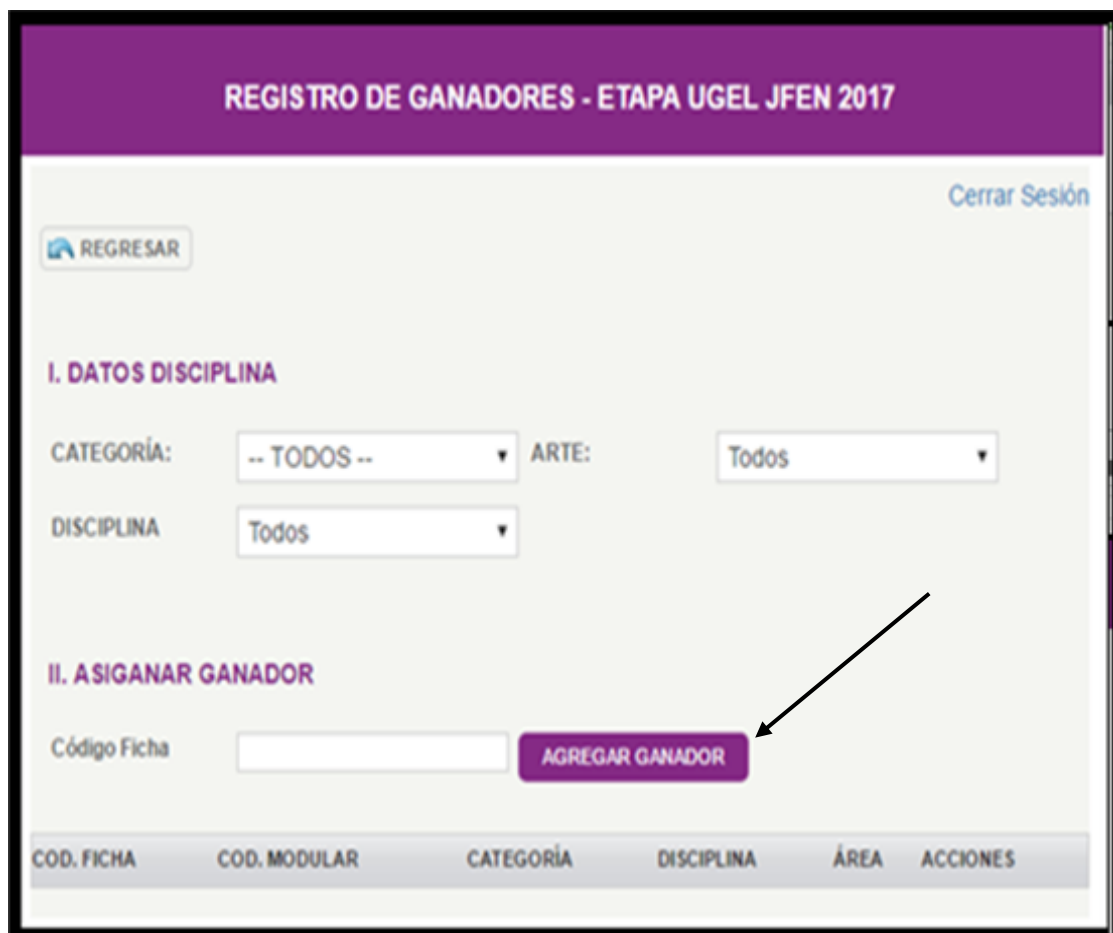 REGISTRO DE GANADORES - ETAPA UGEL JFEN 2017
Cerrar Sesión
REGRESAR
I. DATOS DISCIPLINA
CATEGORÍA: -- TODOS -- ARTE: Todos
DISCIPLINA Todos
II. ASIGANAR GANADOR
Código Ficha AGREGAR GANADOR
COD. FICHA COD. MODULAR CATEGORÍA DISCIPLINA ÁREA ACCIONES